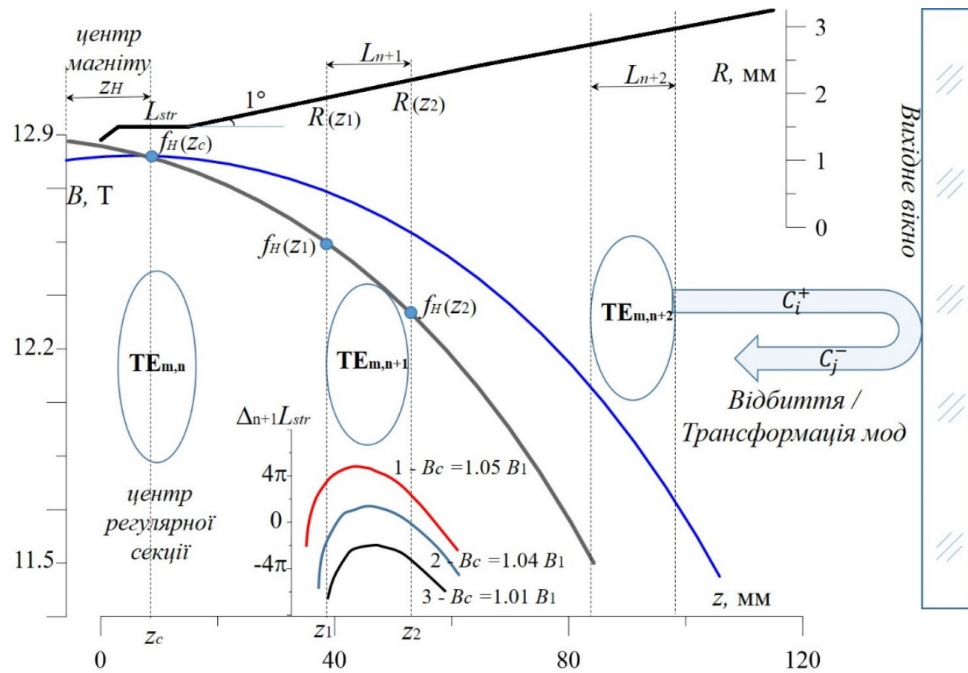 центр
магніту
zH
Lstr
1°
Ln+1
R(z1)
R(z2)
Ln+2
R, мм
3
2
1
0
Вихідне вікно
12.9
12.2
11.5
B, Т
fH(zc)
fH(z1)
fH(z2)
TEm,n
TEm,n+1
TEm,n+2
Ci+
Cj−
Відбиття /
Трансформація мод
центр
регулярної
секції
Δn+1Lstr
4π
0
-4π
1 - Bc =1.05 B1
2 - Bc =1.04 B1
3 - Bc =1.01 B1
z, мм
zc
z1
z2
0
40
80
120